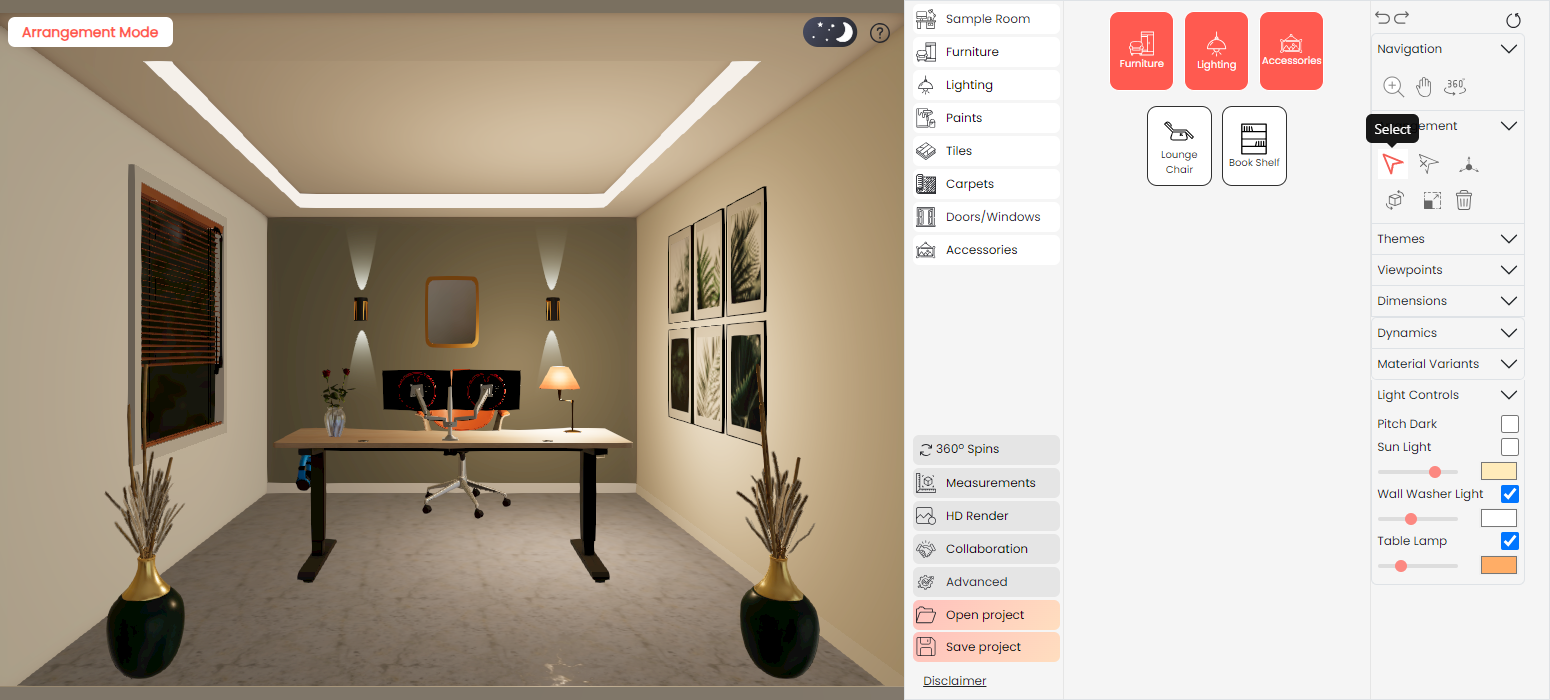 Arrangement Mode
?
Sample Room
Furniture
Lighting
Paints
Tiles
Carpets
Doors/Windows
Accessories
360º Spins
Measurements
HD Render
Collaboration
Advanced
Open project
Save project
Disclaimer
Furniture
Lighting
Accessories
Lounge
Chair
Book Shelf
Navigation
360°
Select
ement
Themes
Viewpoints
Dimensions
Dynamics
Material Variants
Light Controls
Pitch Dark
Sun Light
Wall Washer Light
Table Lamp